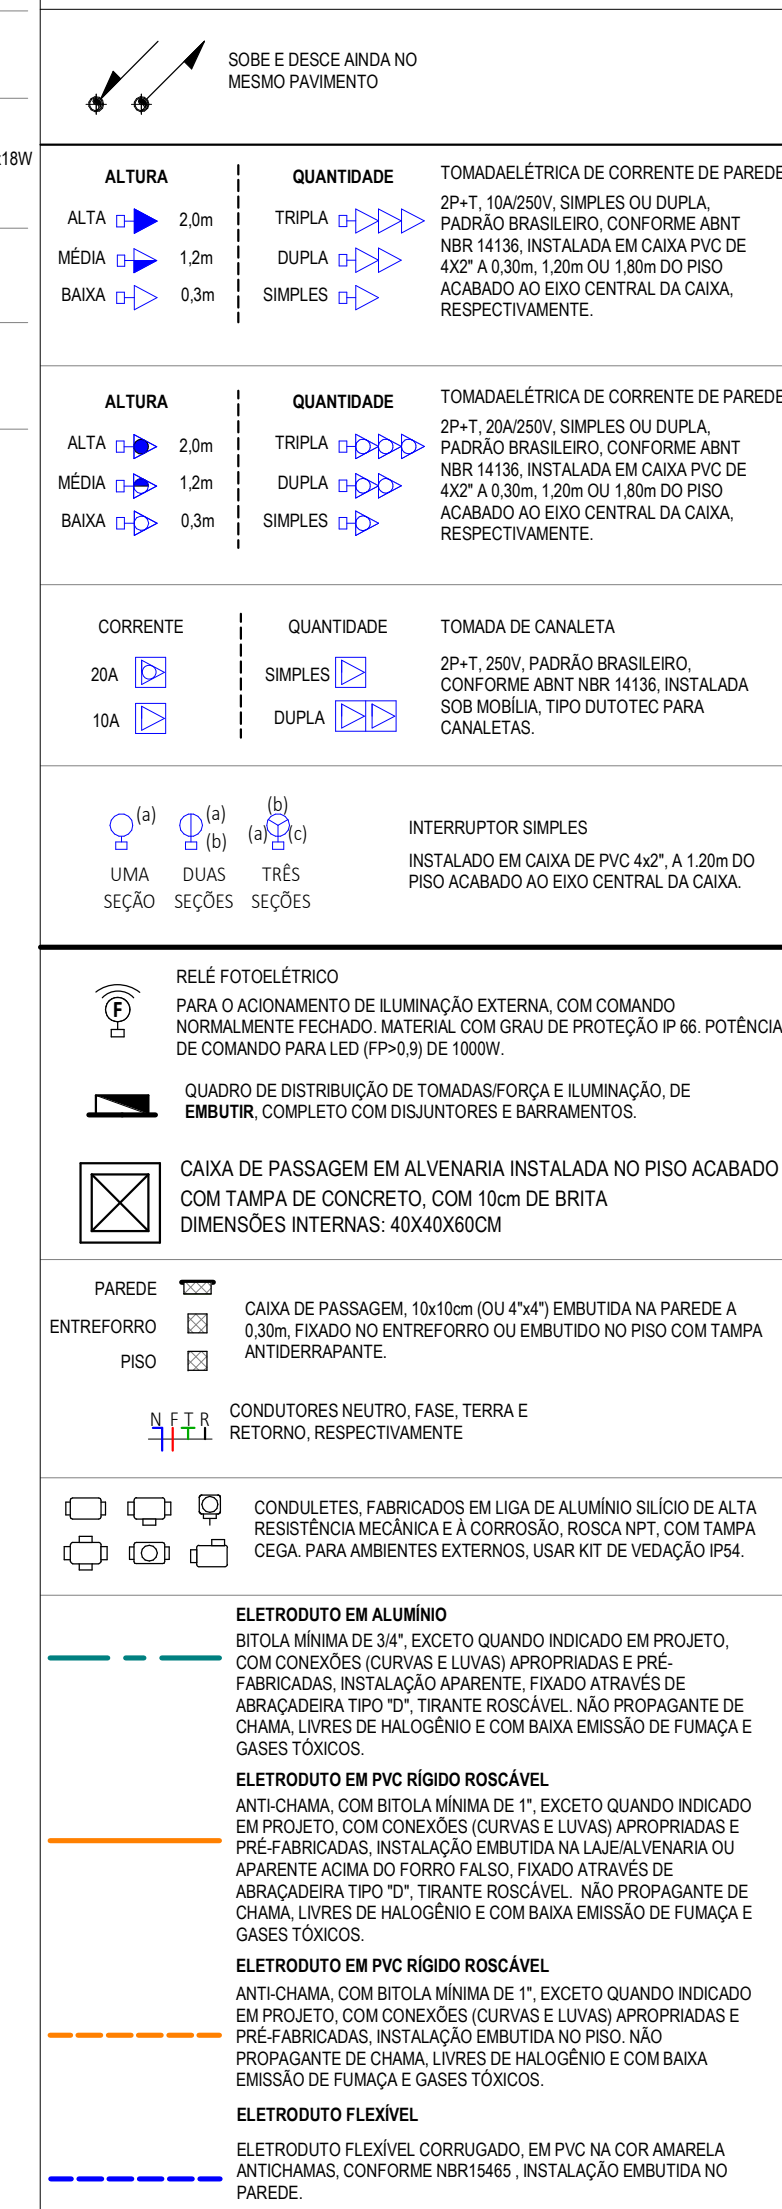 SOBE E DESCE AINDA NO
MESMO PAVIMENTO
18W
ALTURA
QUANTIDADE
TOMADAELÉTRICA DE CORRENTE DE PAREDE
ALTA 2,0m
MÉDIA 1,2m
BAIXA 0,3m
TRIPLA
DUPLA
SIMPLES
2P+T, 10A/250V, SIMPLES OU DUPLA,
PADRÃO BRASILEIRO, CONFORME ABNT
NBR 14136, INSTALADA EM CAIXA PVC DE
4X2" A 0,30m, 1,20m OU 1,80m DO PISO
ACABADO AO EIXO CENTRAL DA CAIXA,
RESPECTIVAMENTE.
ALTURA
QUANTIDADE
TOMADAELÉTRICA DE CORRENTE DE PAREDE
ALTA 2,0m
MÉDIA 1,2m
BAIXA 0,3m
TRIPLA
DUPLA
SIMPLES
2P+T, 20A/250V, SIMPLES OU DUPLA,
PADRÃO BRASILEIRO, CONFORME ABNT
NBR 14136, INSTALADA EM CAIXA PVC DE
4X2" A 0,30m, 1,20m OU 1,80m DO PISO
ACABADO AO EIXO CENTRAL DA CAIXA,
RESPECTIVAMENTE.
CORRENTE
QUANTIDADE
TOMADA DE CANALETA
20A
10A
SIMPLES
DUPLA
2P+T, 250V, PADRÃO BRASILEIRO,
CONFORME ABNT NBR 14136, INSTALADA
SOB MOBÍLIA, TIPO DUTOTEC PARA
CANALETAS.
(a)
(a)
(b)
(b)
(a) (c)
UMA
SEÇÃO
DUAS
SEÇÕES
TRÊS
SEÇÕES
INTERRUPTOR SIMPLES
INSTALADO EM CAIXA DE PVC 4x2", A 1.20m DO
PISO ACABADO AO EIXO CENTRAL DA CAIXA.
F
RELÉ FOTOELÉTRICO
PARA O ACIONAMENTO DE ILUMINAÇÃO EXTERNA, COM COMANDO
NORMALMENTE FECHADO. MATERIAL COM GRAU DE PROTEÇÃO IP 66. POTÊNCIA
DE COMANDO PARA LED (FP>0,9) DE 1000W.
QUADRO DE DISTRIBUIÇÃO DE TOMADAS/FORÇA E ILUMINAÇÃO, DE
EMBUTIR, COMPLETO COM DISJUNTORES E BARRAMENTOS.
CAIXA DE PASSAGEM EM ALVENARIA INSTALADA NO PISO ACABADO
COM TAMPA DE CONCRETO, COM 10cm DE BRITA
DIMENSÕES INTERNAS: 40X40X60CM
PAREDE
ENTREFORRO
PISO
CAIXA DE PASSAGEM, 10x10cm (OU 4"x4") EMBUTIDA NA PAREDE A
0,30m, FIXADO NO ENTREFORRO OU EMBUTIDO NO PISO COM TAMPA
ANTIDERRAPANTE.
N F T R
CONDUTORES NEUTRO, FASE, TERRA E
RETORNO, RESPECTIVAMENTE
CONDULETES, FABRICADOS EM LIGA DE ALUMÍNIO SILÍCIO DE ALTA
RESISTÊNCIA MECÂNICA E À CORROSÃO, ROSCA NPT, COM TAMPA
CEGA. PARA AMBIENTES EXTERNOS, USAR KIT DE VEDAÇÃO IP54.
ELETRODUTO EM ALUMÍNIO
BITOLA MÍNIMA DE 3/4", EXCETO QUANDO INDICADO EM PROJETO,
COM CONEXÕES (CURVAS E LUVAS) APROPRIADAS E PRÉ-
FABRICADAS, INSTALAÇÃO APARENTE, FIXADO ATRAVÉS DE
ABRAÇADEIRA TIPO "D", TIRANTE ROSCÁVEL. NÃO PROPAGANTE DE
CHAMA, LIVRES DE HALOGÊNIO E COM BAIXA EMISSÃO DE FUMAÇA E
GASES TÓXICOS.
ELETRODUTO EM PVC RÍGIDO ROSCÁVEL
ANTI-CHAMA, COM BITOLA MÍNIMA DE 1", EXCETO QUANDO INDICADO
EM PROJETO, COM CONEXÕES (CURVAS E LUVAS) APROPRIADAS E
PRÉ-FABRICADAS, INSTALAÇÃO EMBUTIDA NA LAJE/ALVENARIA OU
APARENTE ACIMA DO FORRO FALSO, FIXADO ATRAVÉS DE
ABRAÇADEIRA TIPO "D", TIRANTE ROSCÁVEL. NÃO PROPAGANTE DE
CHAMA, LIVRES DE HALOGÊNIO E COM BAIXA EMISSÃO DE FUMAÇA E
GASES TÓXICOS.
ELETRODUTO EM PVC RÍGIDO ROSCÁVEL
ANTI-CHAMA, COM BITOLA MÍNIMA DE 1", EXCETO QUANDO INDICADO
EM PROJETO, COM CONEXÕES (CURVAS E LUVAS) APROPRIADAS E
PRÉ-FABRICADAS, INSTALAÇÃO EMBUTIDA NO PISO. NÃO
PROPAGANTE DE CHAMA, LIVRES DE HALOGÊNIO E COM BAIXA
EMISSÃO DE FUMAÇA E GASES TÓXICOS.
ELETRODUTO FLEXÍVEL
ELETRODUTO FLEXÍVEL CORRUGADO, EM PVC NA COR AMARELA
ANTICHAMAS, CONFORME NBR15465 , INSTALAÇÃO EMBUTIDA NO
PAREDE.